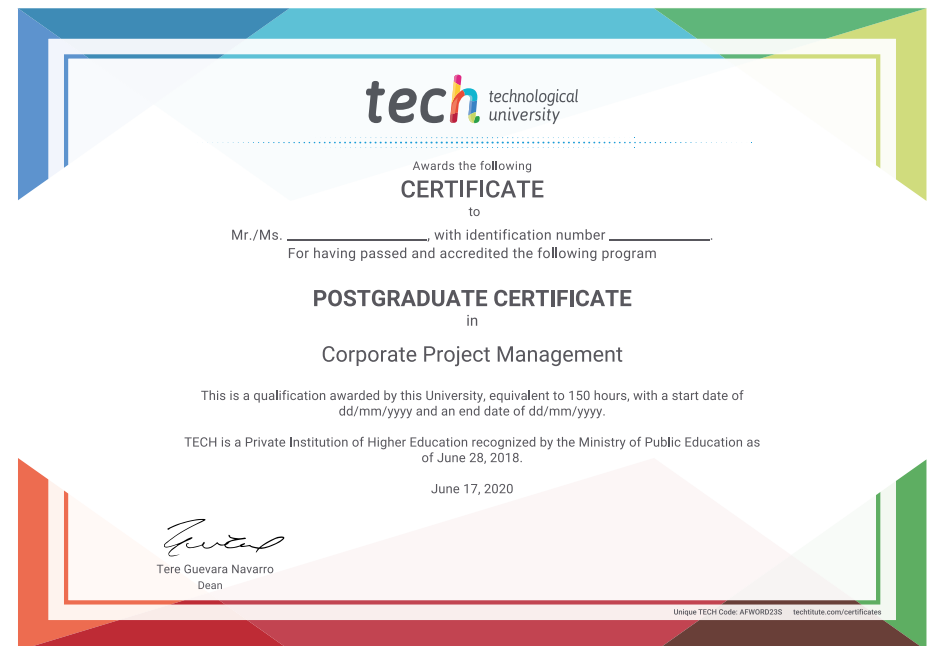 tech technological
university
Awards the following
CERTIFICATE
to
Mr./Ms. ____________________, with identification number ______________.
For having passed and accredited the following program
POSTGRADUATE CERTIFICATE
in
Corporate Project Management
This is a qualification awarded by this University, equivalent to 150 hours, with a start date of
dd/mm/yyyy and an end date of dd/mm/yyyy.
TECH is a Private Institution of Higher Education recognized by the Ministry of Public Education as
of June 28, 2018.
June 17, 2020
Tere Guevara Navarro
Dean
Unique TECH Code: AFWORD23S techtitute.com/certificates